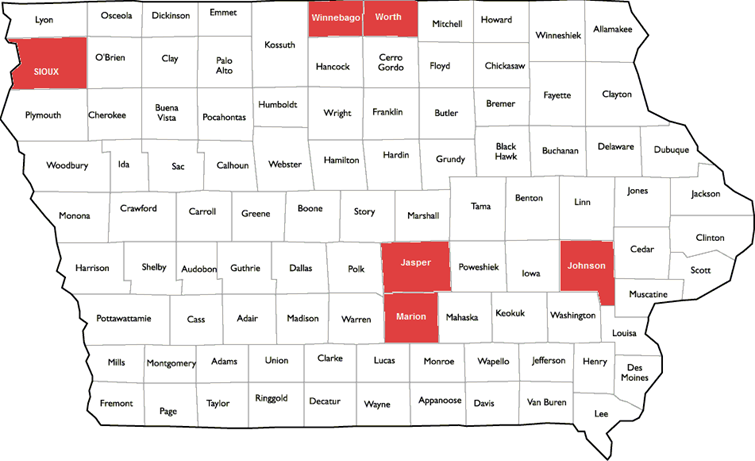 Lyon
Osceola
Dickinson
Emmet
Winnebago
Worth
Mitchell
Howard
Winneshiek
Allamakee
SIOUX
O'Brien
Clay
Palo
Alto
Kossuth
Hancock
Cerro
Gordo
Floyd
Chickasaw
Fayette
Clayton
Plymouth
Cherokee
Buena
Vista
Pocahontas
Humboldt
Wright
Franklin
Butler
Bremer
Woodbury
Ida
Sac
Calhoun
Webster
Hamilton
Hardin
Grundy
Black
Hawk
Buchanan
Delaware
Dubuque
Monona
Crawford
Carroll
Greene
Boone
Story
Marshall
Tama
Benton
Linn
Jones
Jackson
Clinton
Harrison
Shelby
Audobon
Guthrie
Dallas
Polk
Jasper
Poweshiek
Iowa
Johnson
Cedar
Scott
Muscatine
Pottawattamie
Cass
Adair
Madison
Warren
Marion
Mahaska
Keokuk
Washington
Louisa
Mills
Montgomery
Adams
Union
Clarke
Lucas
Monroe
Wapello
Jefferson
Henry
Des
Moines
Fremont
Page
Taylor
Ringgold
Decatur
Wayne
Appanoose
Davis
Van Buren
Lee